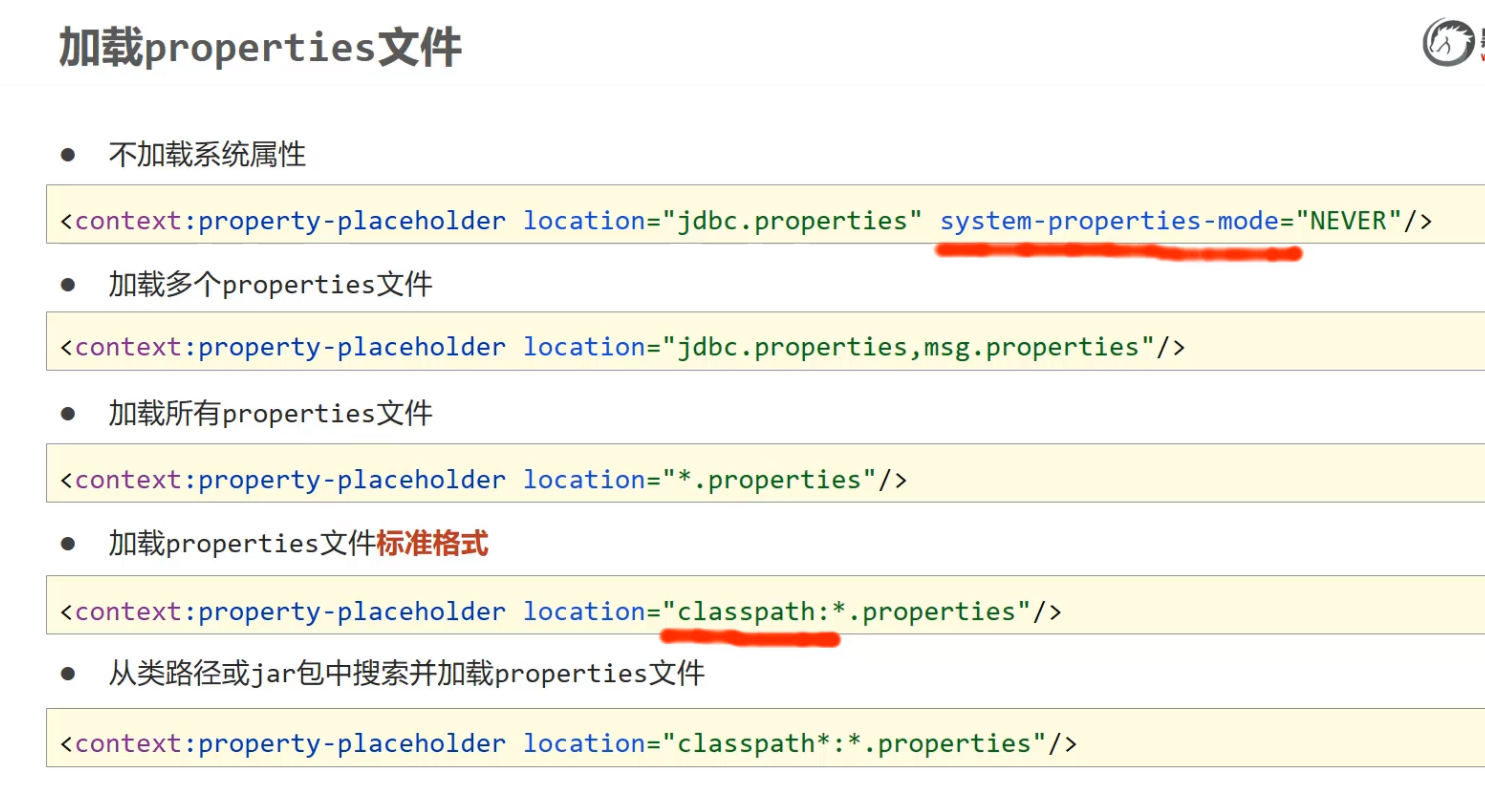 加载properties文件
● 不加载系统属性
<context:property-placeholder location="jdbc.properties" system-properties-mode="NEVER"/>
● 加载多个properties文件
<context:property-placeholder location="jdbc.properties,msg.properties"/>
● 加载所有properties文件
<context:property-placeholder location="*.properties"/>
● 加载properties文件标准格式
<context:property-placeholder location="classpath:*.properties"/>
● 从类路径或jar包中搜索并加载properties文件
<context:property-placeholder location="classpath*:*.properties"/>